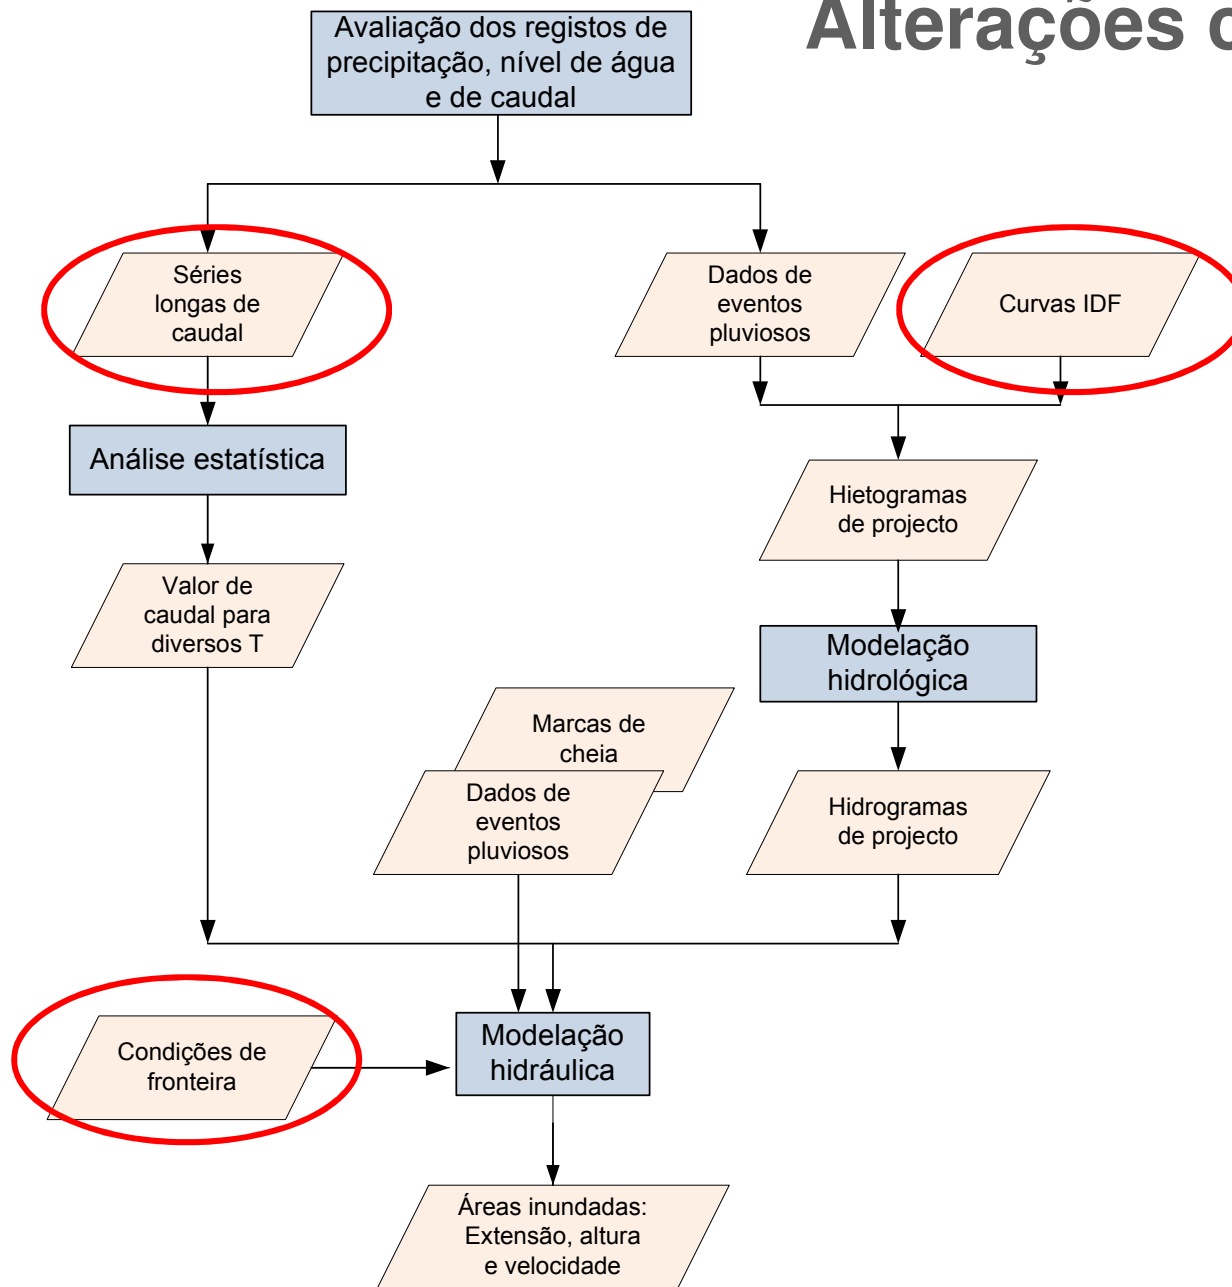 Alterações c
Avaliação dos registos de
precipitação, nível de água
e de caudal
Séries
longas de
caudal
Dados de
eventos
pluviosos
Curvas IDF
Análise estatística
Hietogramas
de projecto
Valor de
caudal para
diversos T
Modelação
hidrológica
Marcas de
cheia
Dados de
eventos
pluviosos
Hidrogramas
de projecto
Condições de
fronteira
Modelação
hidráulica
Áreas inundadas:
Extensão, altura
e velocidade